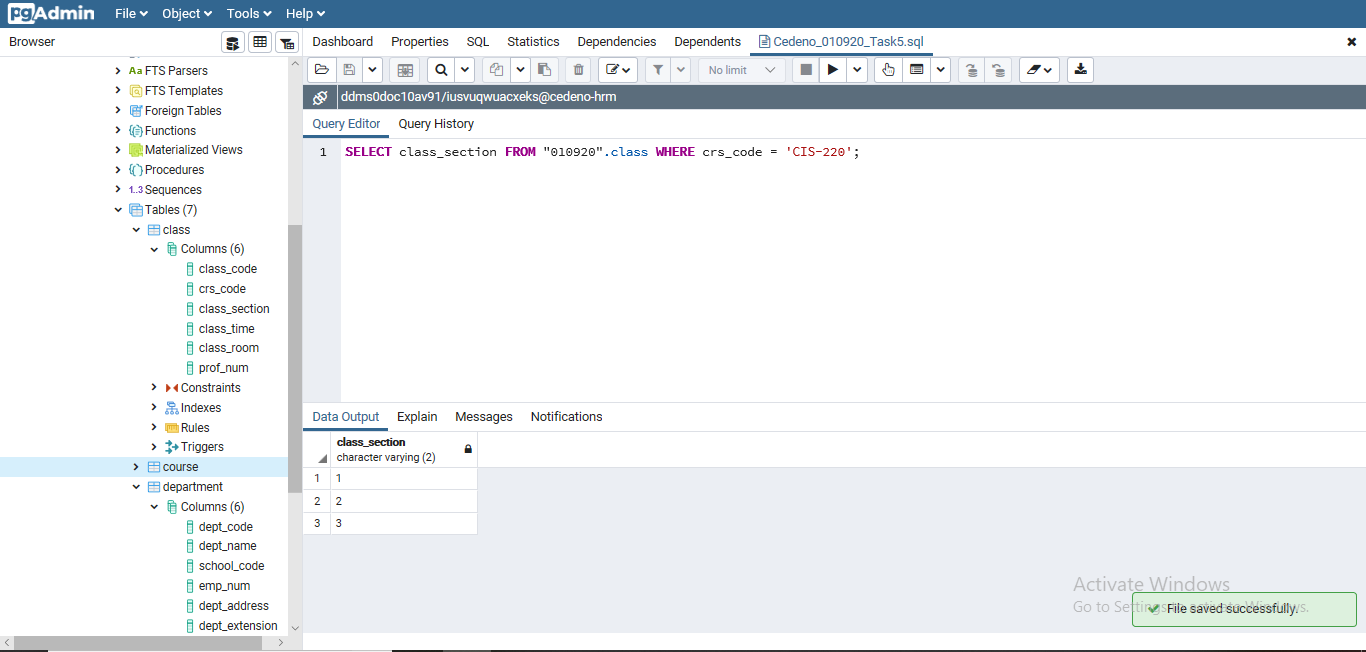 pgAdmin File Object Tools Help
Browser
Dashboard Properties SQL Statistics Dependencies Dependents Cedeno_010920_Task5.sql
No limit
ddms0doc10av91/iusvuqwuacxeks@cedeno-hrm
Query Editor Query History
1 SELECT class_section FROM "010920".class WHERE crs_code = 'CIS-220';
Aa FTS Parsers
FTS Templates
Foreign Tables
Functions
Materialized Views
Procedures
1..3 Sequences
Tables (7)
class
Columns (6)
class_code
crs_code
class_section
class_time
class_room
prof_num
Constraints
Indexes
Rules
Triggers
course
department
Columns (6)
dept_code
dept_name
school_code
emp_num
dept_address
dept_extension
Data Output Explain Messages Notifications
class_section
character varying (2)
1 1
2 2
3 3
Activate Windows
Go to Settings to activate Windows.
File saved successfully.